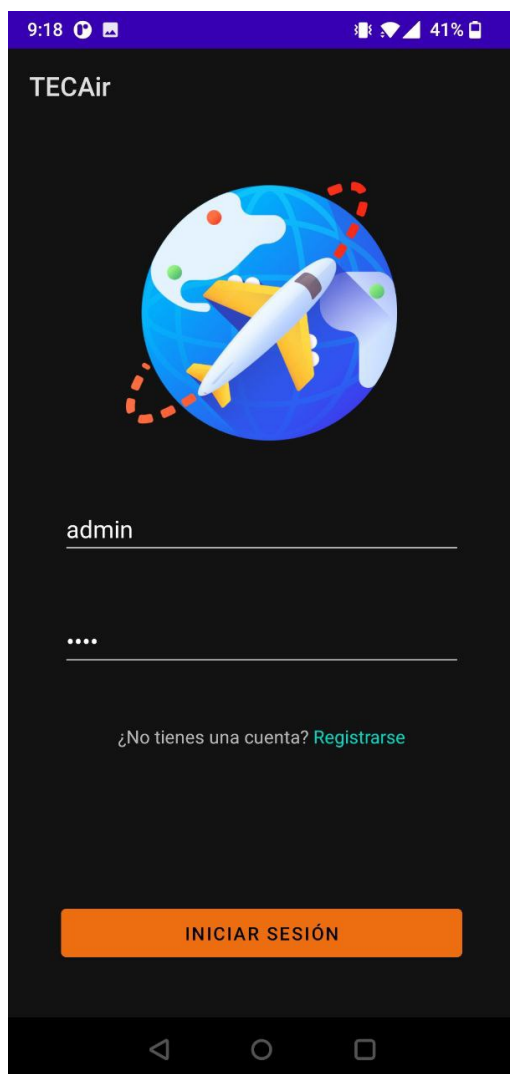 9:18 41%
TECAir
admin
••••
¿No tienes una cuenta? Registrarse
INICIAR SESIÓN